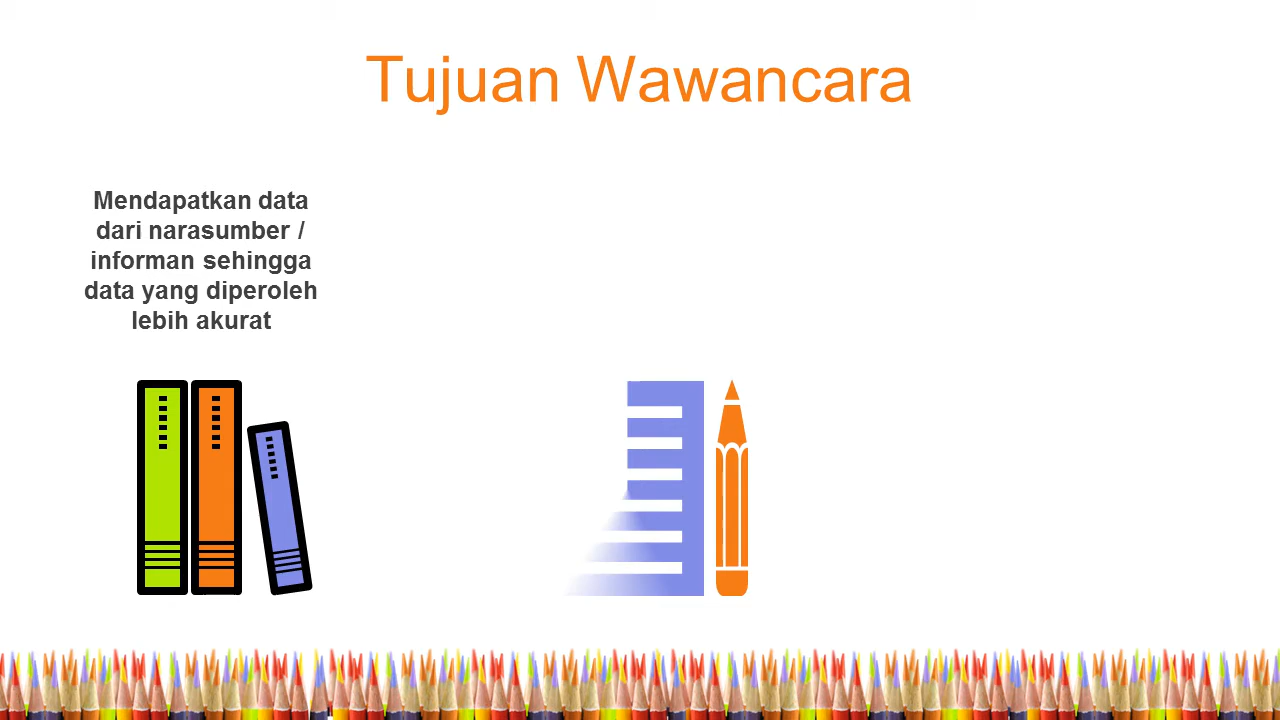 Tujuan Wawancara
Mendapatkan data
dari narasumber /
informan sehingga
data yang diperoleh
lebih akurat